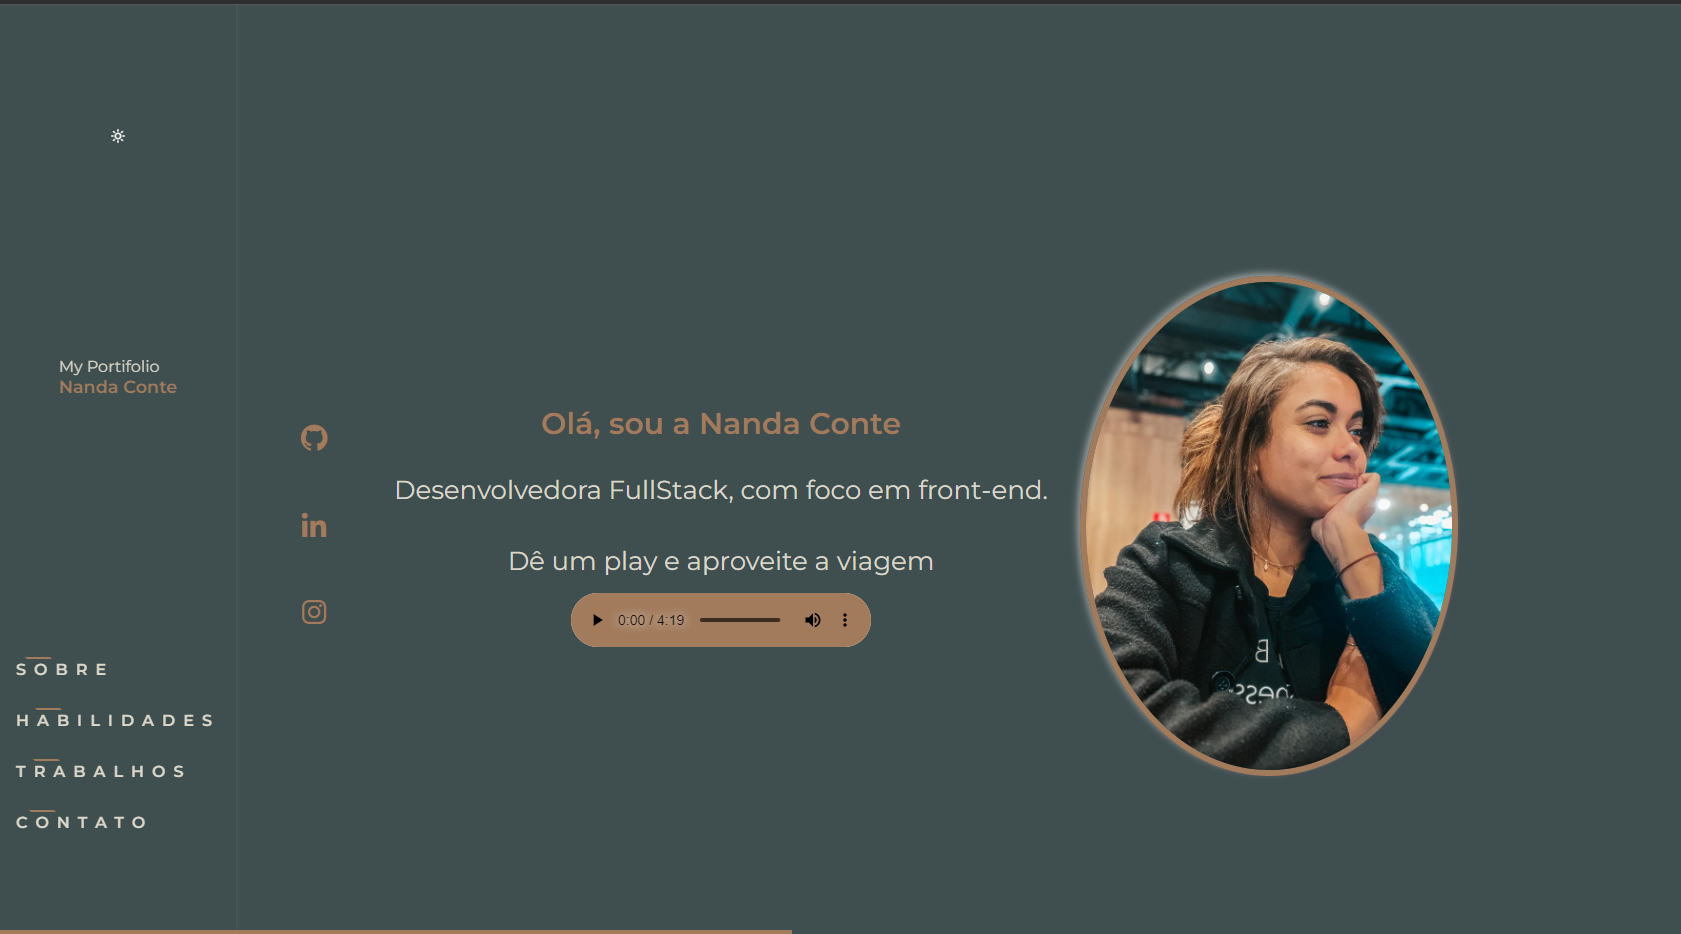 My Portifolio
Nanda Conte
SOBRE
HABILIDADES
TRABALHOS
CONTATO
Olá, sou a Nanda Conte
Desenvolvedora FullStack, com foco em front-end.
Dê um play e aproveite a viagem
0:00 / 4:19